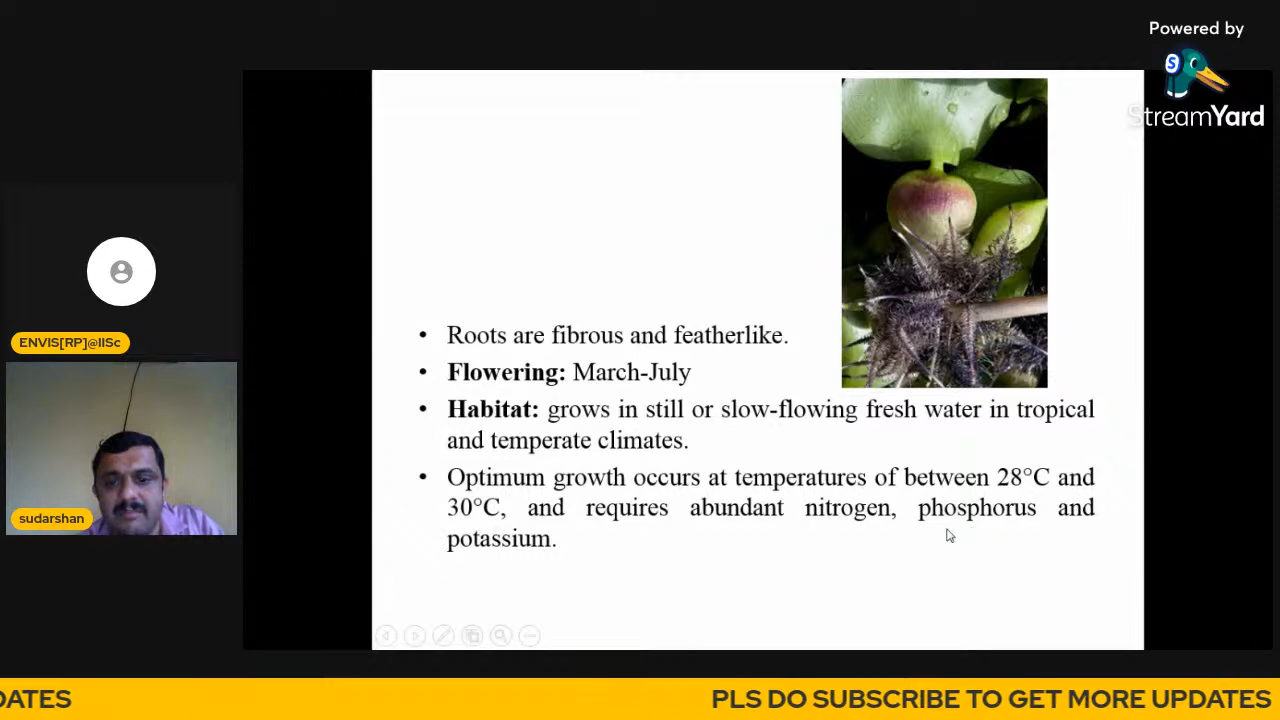 Powered by
S
StreamYard
• Roots are fibrous and featherlike.
• Flowering: March-July
• Habitat: grows in still or slow-flowing fresh water in tropical
and temperate climates.
• Optimum growth occurs at temperatures of between 28°C and
30°C, and requires abundant nitrogen, phosphorus and
potassium.
ENVIS[RP]@IISc
sudarshan
DATES
PLS DO SUBSCRIBE TO GET MORE UPDATES